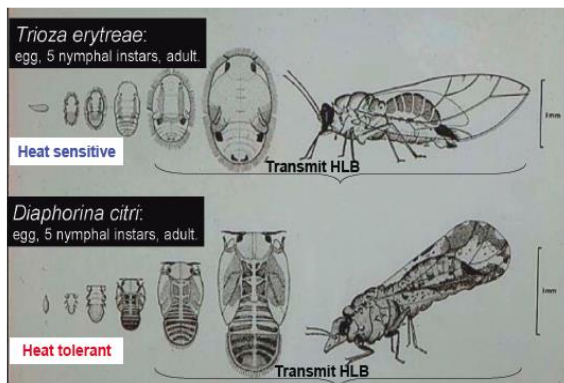 Trioza erytreae:
egg, 5 nymphal instars, adult.
Heat sensitive
Transmit HLB
1mm
Diaphorina citri:
egg, 5 nymphal instars, adult.
Heat tolerant
Transmit HLB
1mm